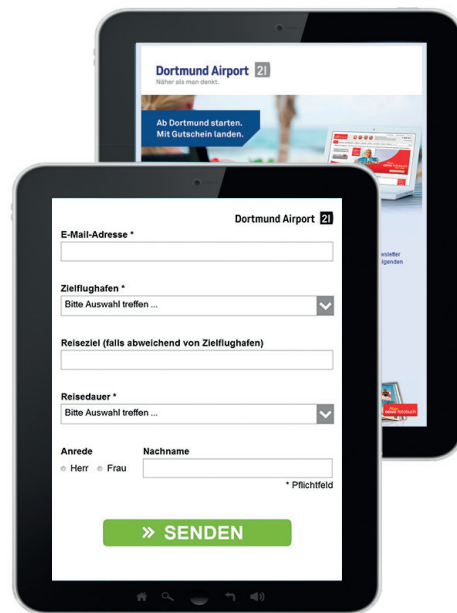 Dortmund Airport 21
Näher als man denkt.
Ab Dortmund starten.
Mit Gutschein landen.
Dortmund Airport 21
E-Mail-Adresse *
Zielflughafen *
Bitte Auswahl treffen ...
Reiseziel (falls abweichend von Zielflughafen)
Reisedauer *
Bitte Auswahl treffen ...
Anrede
Nachname
Herr
Frau
* Pflichtfeld
» SENDEN